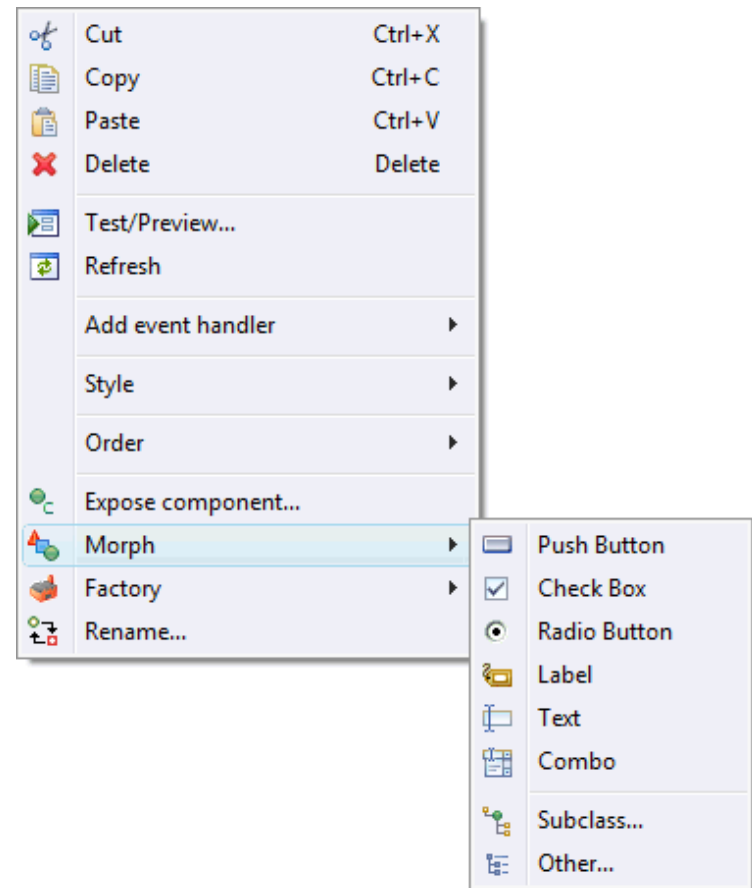 Cut Ctrl+X
Copy Ctrl+C
Paste Ctrl+V
Delete Delete
Test/Preview...
Refresh
Add event handler
Style
Order
Expose component...
Morph
Factory
Rename...
Push Button
Check Box
Radio Button
Label
Text
Combo
Subclass...
Other...